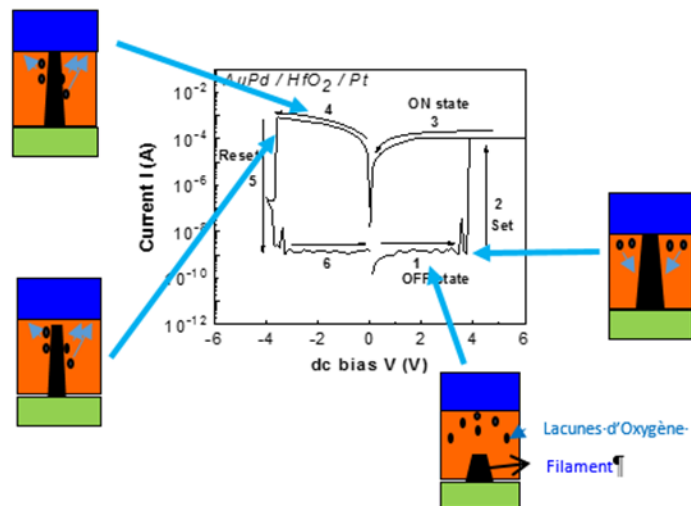 AuPd / HfO2 / Pt
10-2
10-4
10-6
10-8
10-10
10-12
Current I (A)
4
ON state
3
Reset
5
2
Set
6
1
OFF state
-6 -4 -2 0 2 4 6
dc bias V (V)
Lacunes·d'Oxygène·
Filament¶